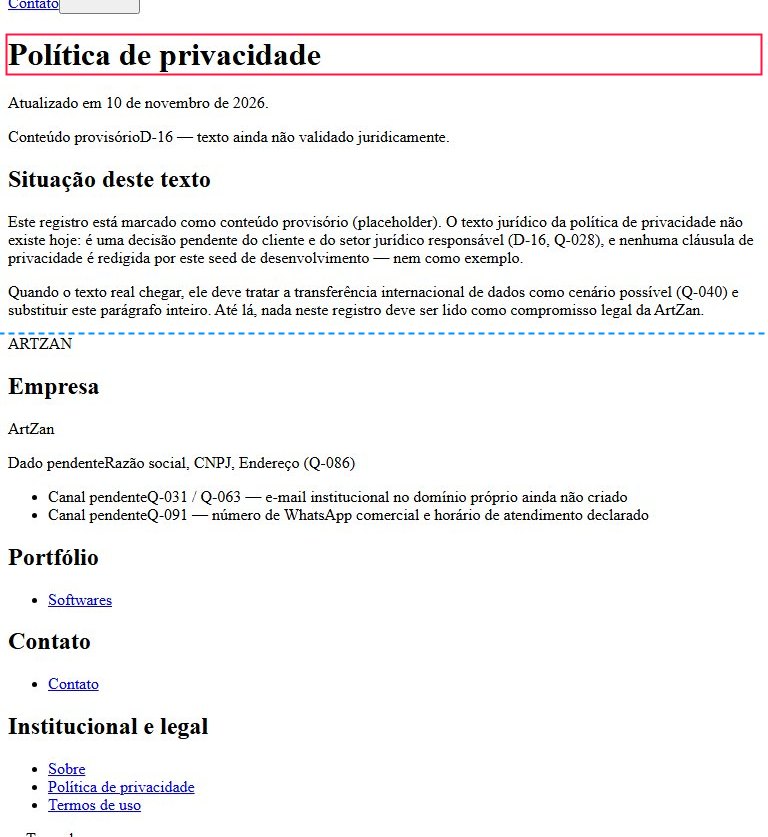 Contato
Política de privacidade
Atualizado em 10 de novembro de 2026.
Conteúdo provisórioD-16 — texto ainda não validado juridicamente.
Situação deste texto
Este registro está marcado como conteúdo provisório (placeholder). O texto jurídico da política de privacidade não
existe hoje: é uma decisão pendente do cliente e do setor jurídico responsável (D-16, Q-028), e nenhuma cláusula de
privacidade é redigida por este seed de desenvolvimento — nem como exemplo.
Quando o texto real chegar, ele deve tratar a transferência internacional de dados como cenário possível (Q-040) e
substituir este parágrafo inteiro. Até lá, nada neste registro deve ser lido como compromisso legal da ArtZan.
ARTZAN
Empresa
ArtZan
Dado pendenteRazão social, CNPJ, Endereço (Q-086)
Canal pendenteQ-031 / Q-063 — e-mail institucional no domínio próprio ainda não criado
Canal pendenteQ-091 — número de WhatsApp comercial e horário de atendimento declarado
Portfólio
Softwares
Contato
Contato
Institucional e legal
Sobre
Política de privacidade
Termos de uso